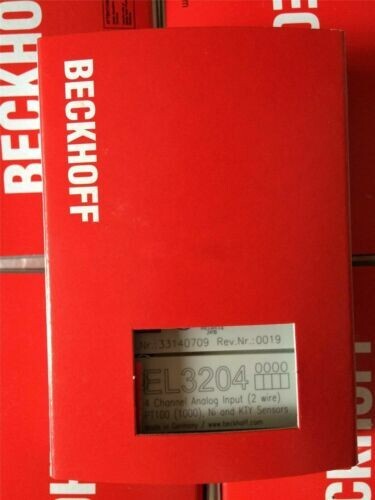 BECKHOFF
BECKHOFF
BECKHO
Nr.:33140709 Rev.Nr.:0019
EL3204 0000
4 Channel Analog Input (2 wire)
PT100 (1000), Ni and KTY Sensors
Made in Germany / www.beckhoff.com